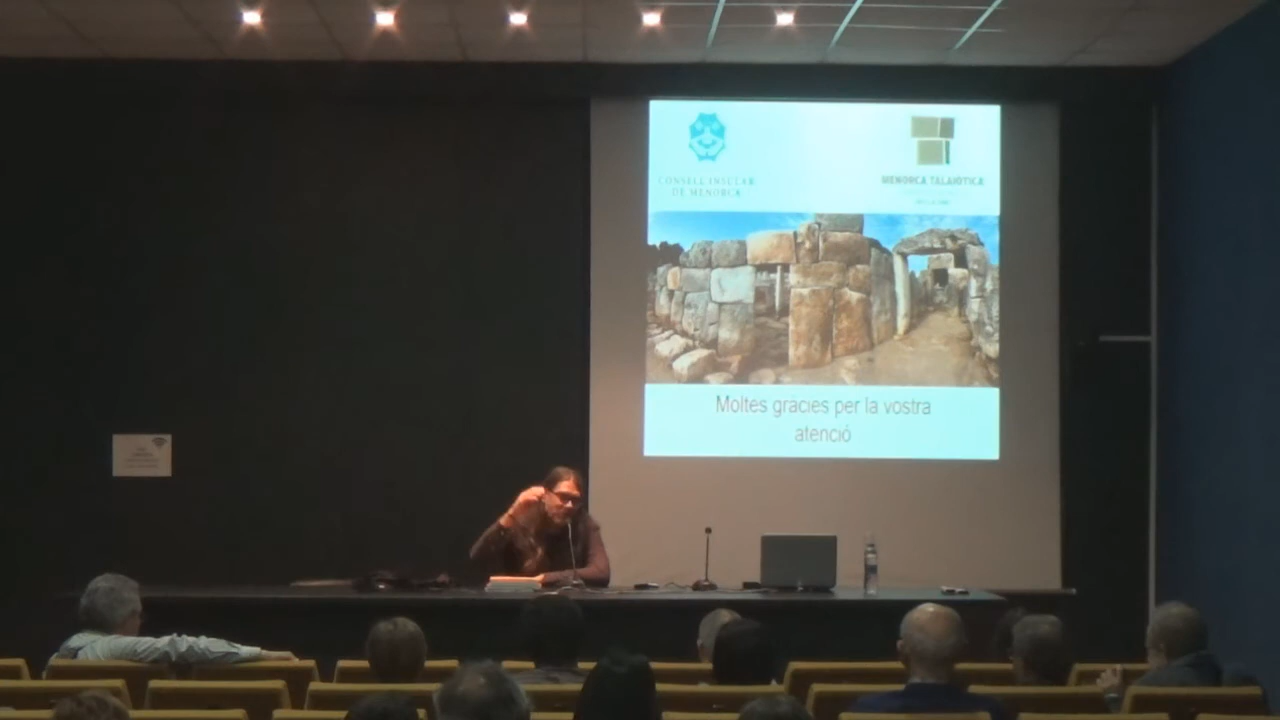 CONSELL INSULAR
DE MENORCA
MENORCA TALAIÒTICA
Moltes gràcies per la vostra
atenció